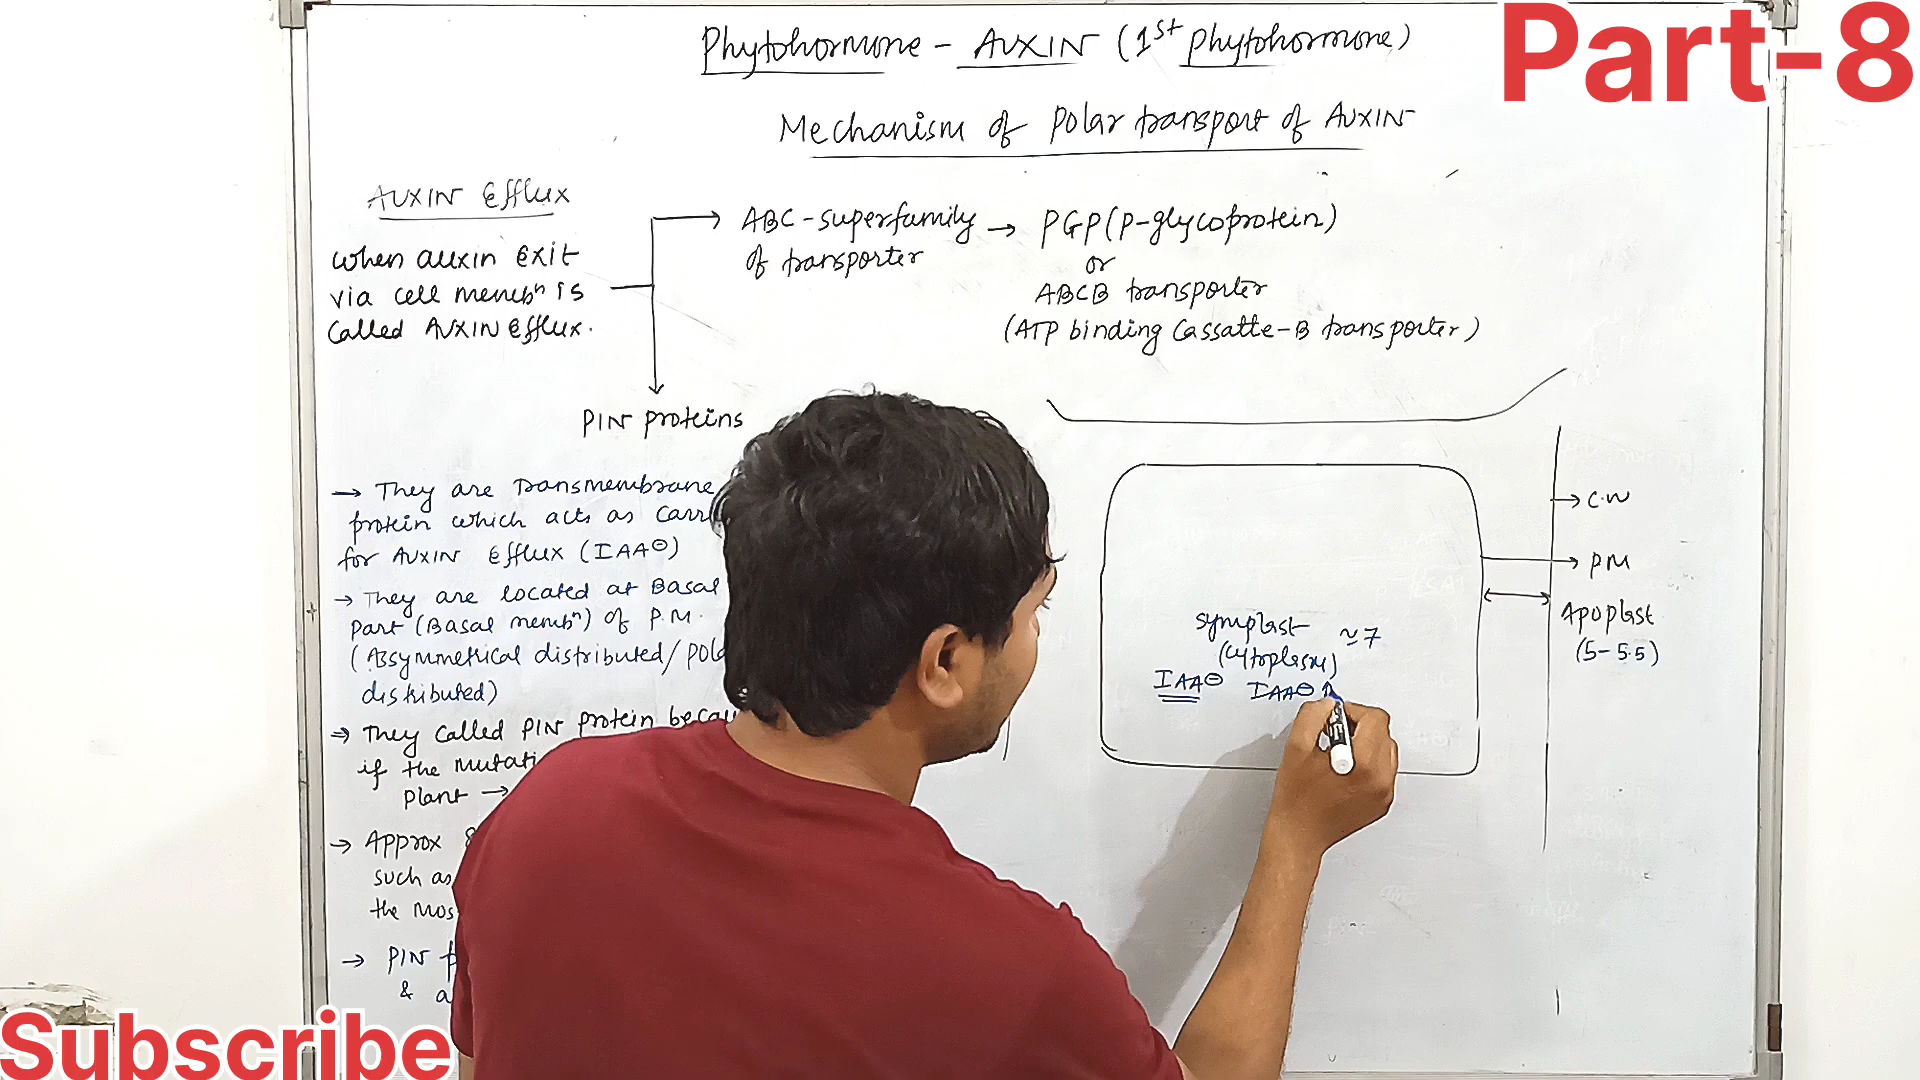 Phytohormone - AUXIN (1st phytohormone)
Part-8
Mechanism of Polar transport of AUXIN
AUXIN Efflux
when auxin exit
via cell membⁿ is
called AUXIN Efflux.
ABC-superfamily
of transporter
→ PGP(P-glycoprotein)
or
ABCB transporter
(ATP binding Cassatte-B transporter)
PIN proteins
→ They are Transmembrane
protein which acts as
for AUXIN Efflux (IAA⊖)
→ They are located at Basal
part (Basal membⁿ) of P.M.
(Assymmetrical distributed/
distributed)
→ They called PIN protein
if the
plant →
→ Approx
such as
the
→ PIN
& a
→ C.W
→ PM
Apoplast
(5-5.5)
symplast ≈7
(cytoplasm)
IAA⊖ IAA⊖
Subscribe